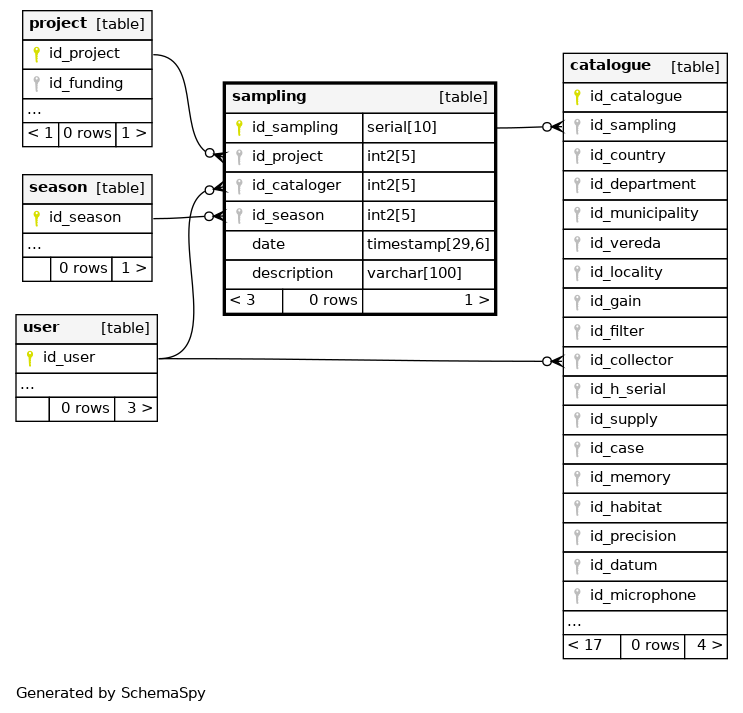 project [table]
id_project
id_funding
...
< 1 0 rows 1 >
season [table]
id_season
...
0 rows 1 >
user [table]
id_user
...
0 rows 3 >
sampling [table]
id_sampling serial[10]
id_project int2[5]
id_cataloger int2[5]
id_season int2[5]
date timestamp[29,6]
description varchar[100]
< 3 0 rows 1 >
catalogue [table]
id_catalogue
id_sampling
id_country
id_department
id_municipality
id_vereda
id_locality
id_gain
id_filter
id_collector
id_h_serial
id_supply
id_case
id_memory
id_habitat
id_precision
id_datum
id_microphone
...
< 17 0 rows 4 >
Generated by SchemaSpy